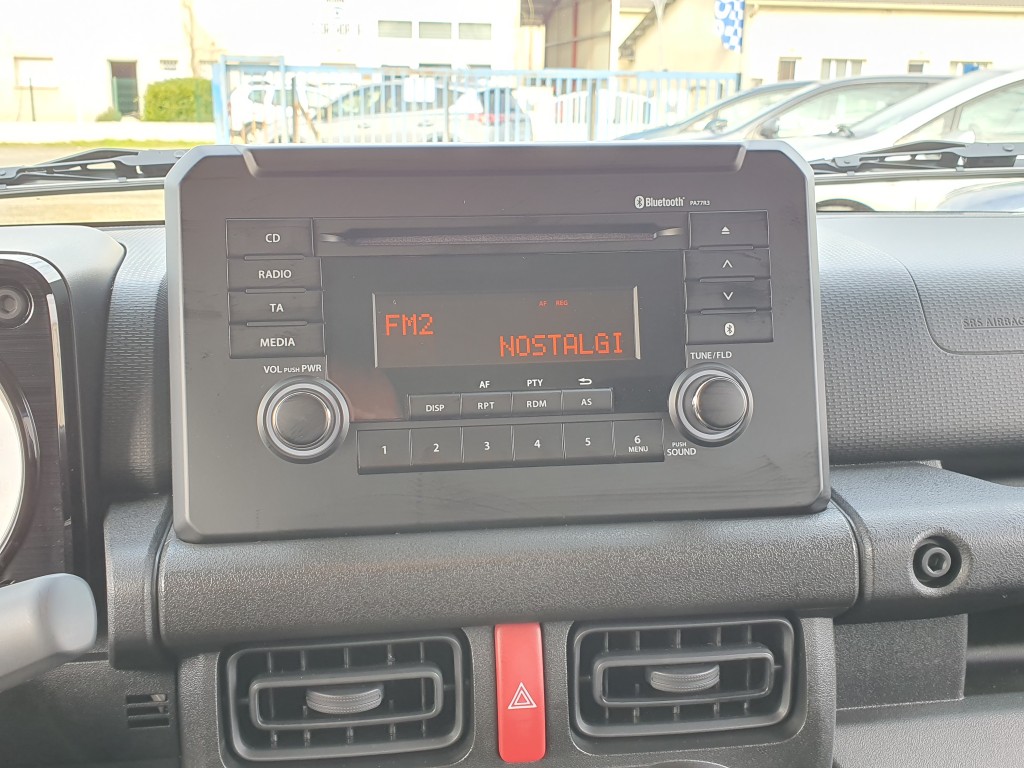 Bluetooth PA77R3
CD
RADIO
TA
MEDIA
AF REG
FM2
NOSTALGI
VOL PUSH PWR
TUNE/FLD
AF PTY
DISP RPT RDM AS
1 2 3 4 5 6
MENU
PUSH
SOUND
SRS AIRBAG